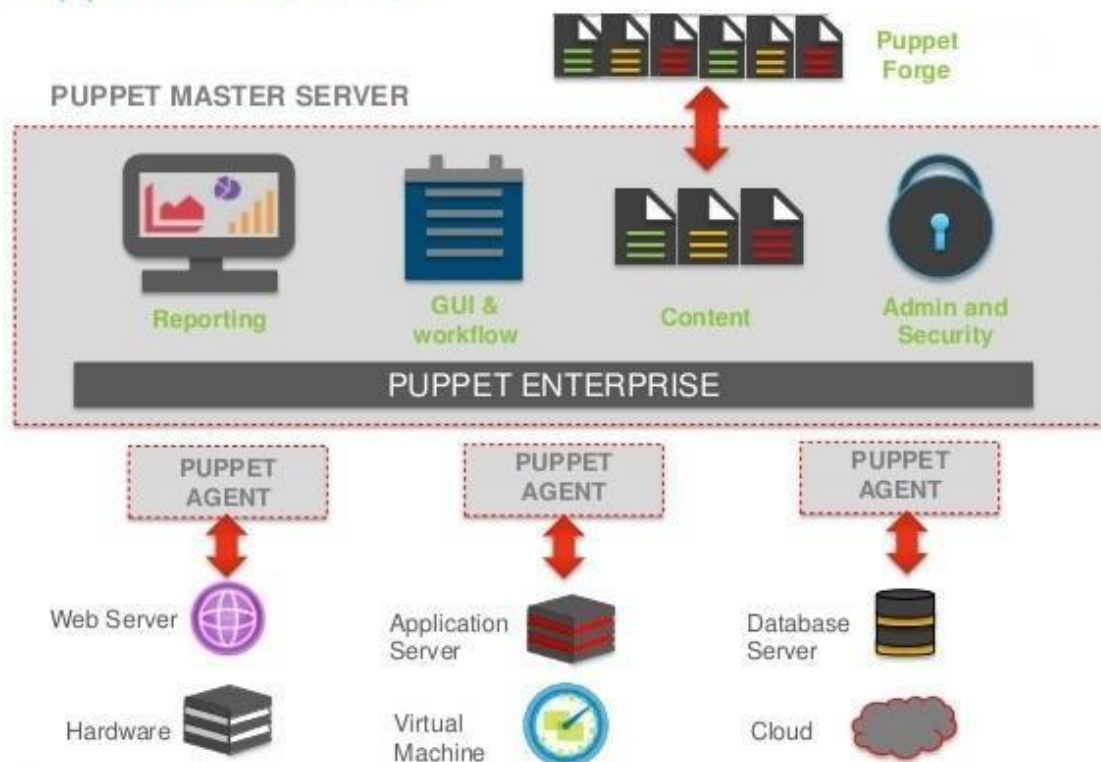 Puppet
Forge
PUPPET MASTER SERVER
Reporting
GUI &
workflow
Content
Admin and
Security
PUPPET ENTERPRISE
PUPPET
AGENT
PUPPET
AGENT
PUPPET
AGENT
Web Server
Application
Server
Database
Server
Hardware
Virtual
Machine
Cloud